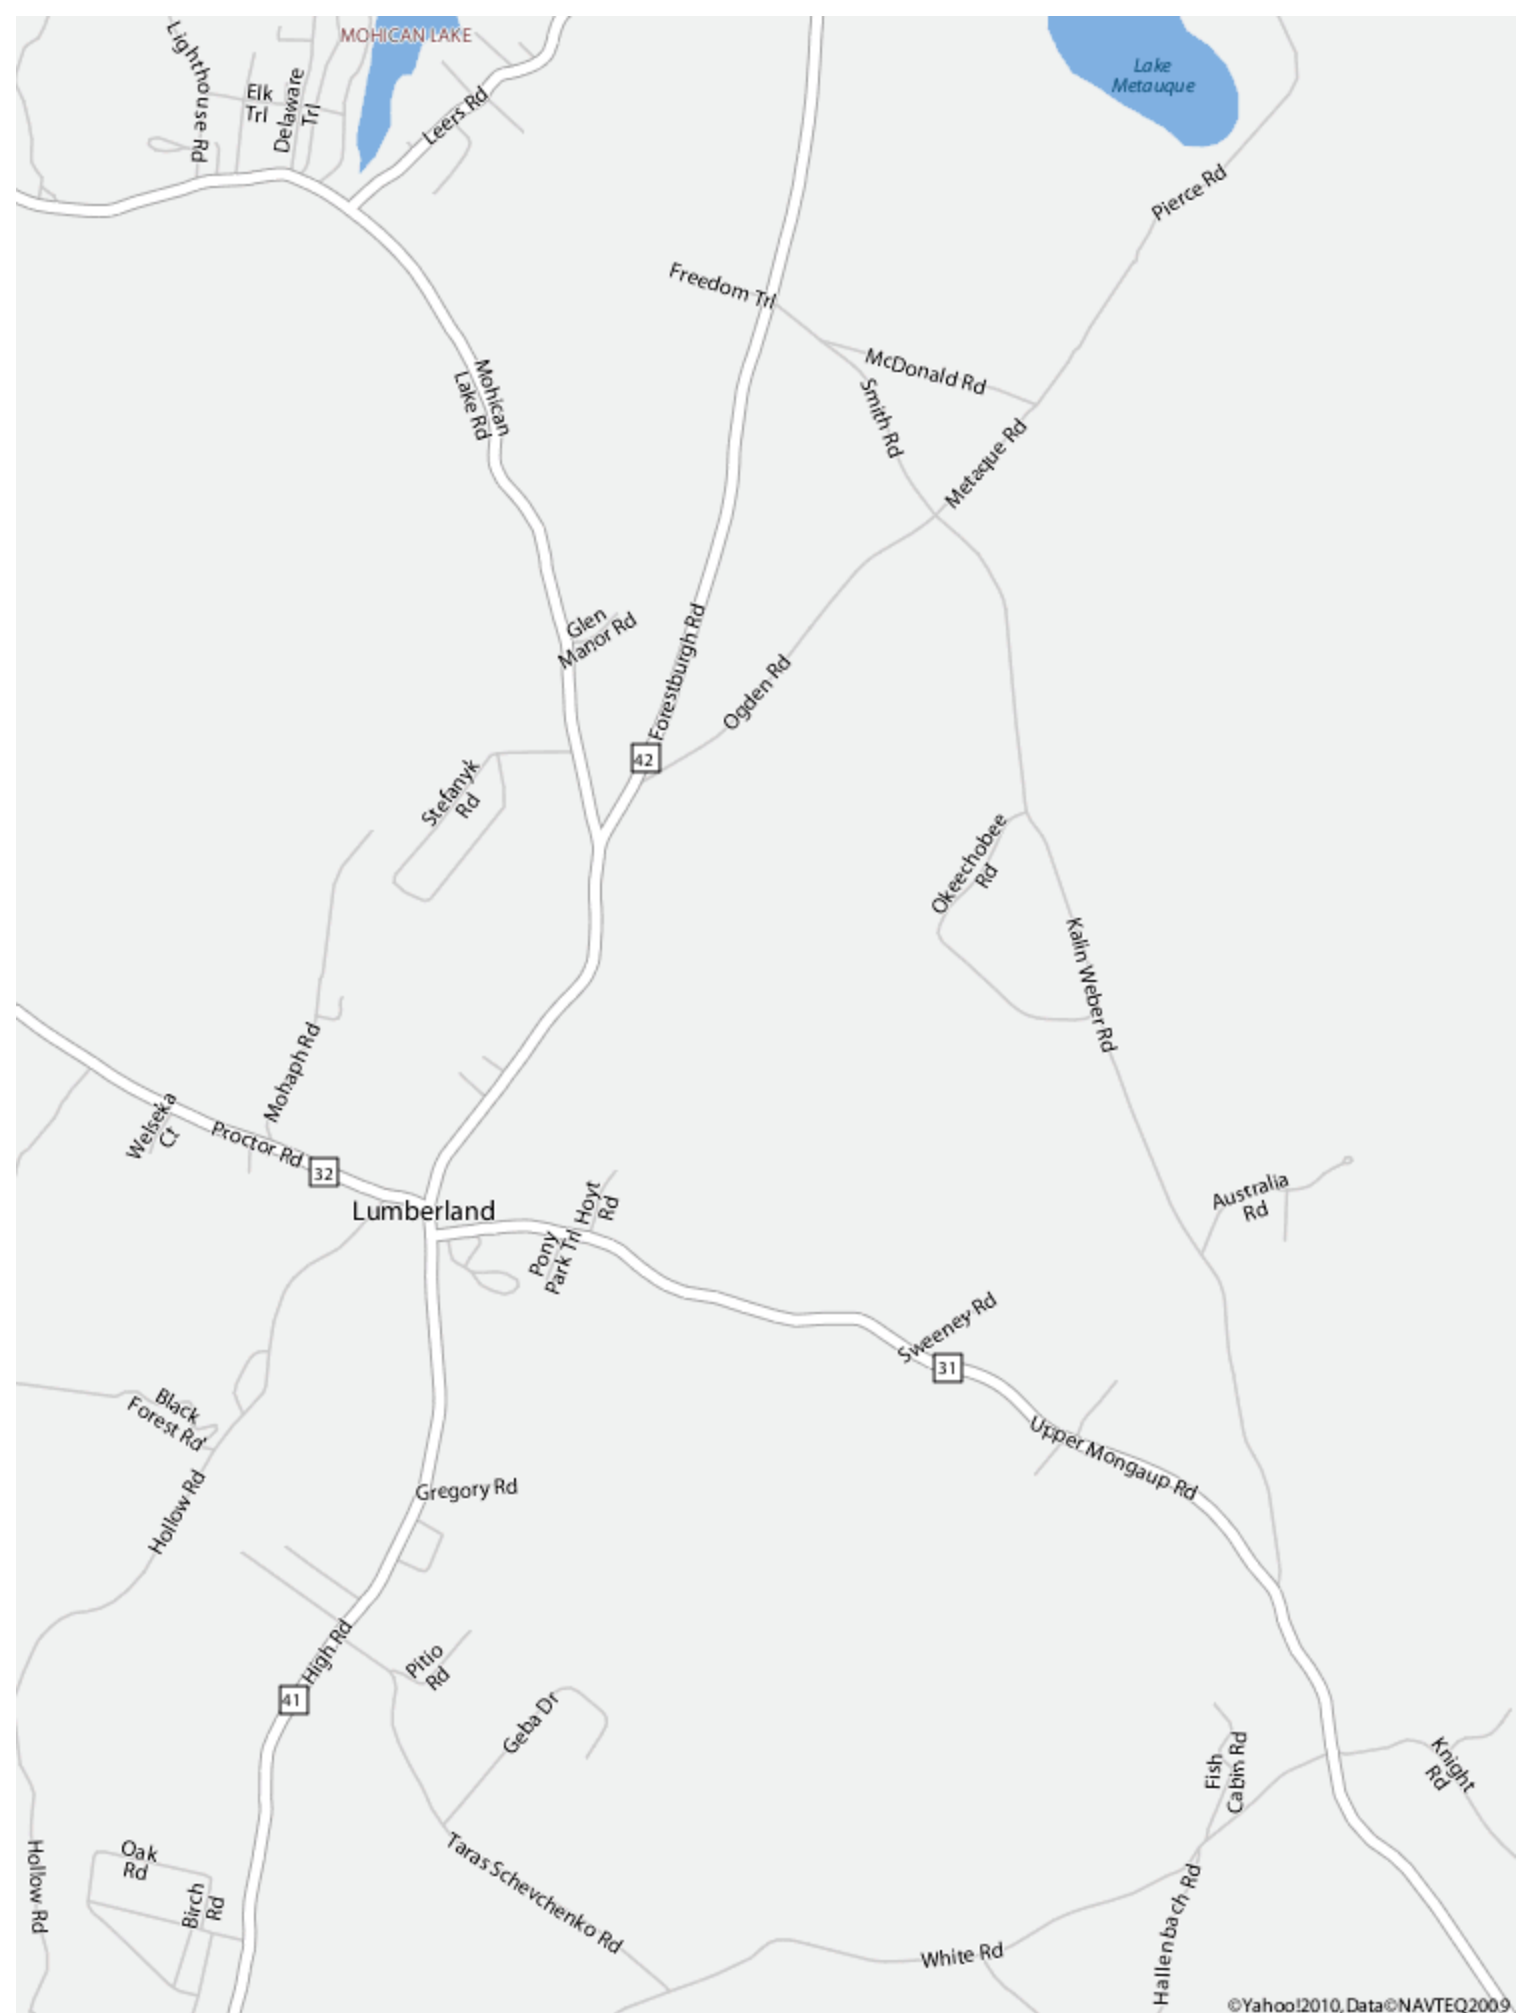 MOHICAN LAKE
Lighthouse Rd
Elk
Trl
Delaware
Trl
Leers Rd
Lake
Metauque
Pierce Rd
Freedom Trl
McDonald Rd
Smith Rd
Mohican
Lake Rd
Metaque Rd
Glen
Manor Rd
Forestburgh Rd
Ogden Rd
42
Stefanyk
Rd
Okeechobee
Rd
Kalin Weber Rd
Mohaph Rd
Welseka
Ct
Proctor Rd
32
Lumberland
Hoyt
Rd
Pony
Park Trl
Australia
Rd
Sweeney Rd
31
Black
Forest Rd
Upper Mongaup Rd
Hollow Rd
Gregory Rd
High Rd
Pitio
Rd
41
Geba Dr
Fish
Cabin Rd
Knight
Rd
Hollow Rd
Oak
Rd
Birch
Rd
Taras Schevchenko Rd
White Rd
Hallenbach Rd
©Yahoo!2010, Data©NAVTEQ2009